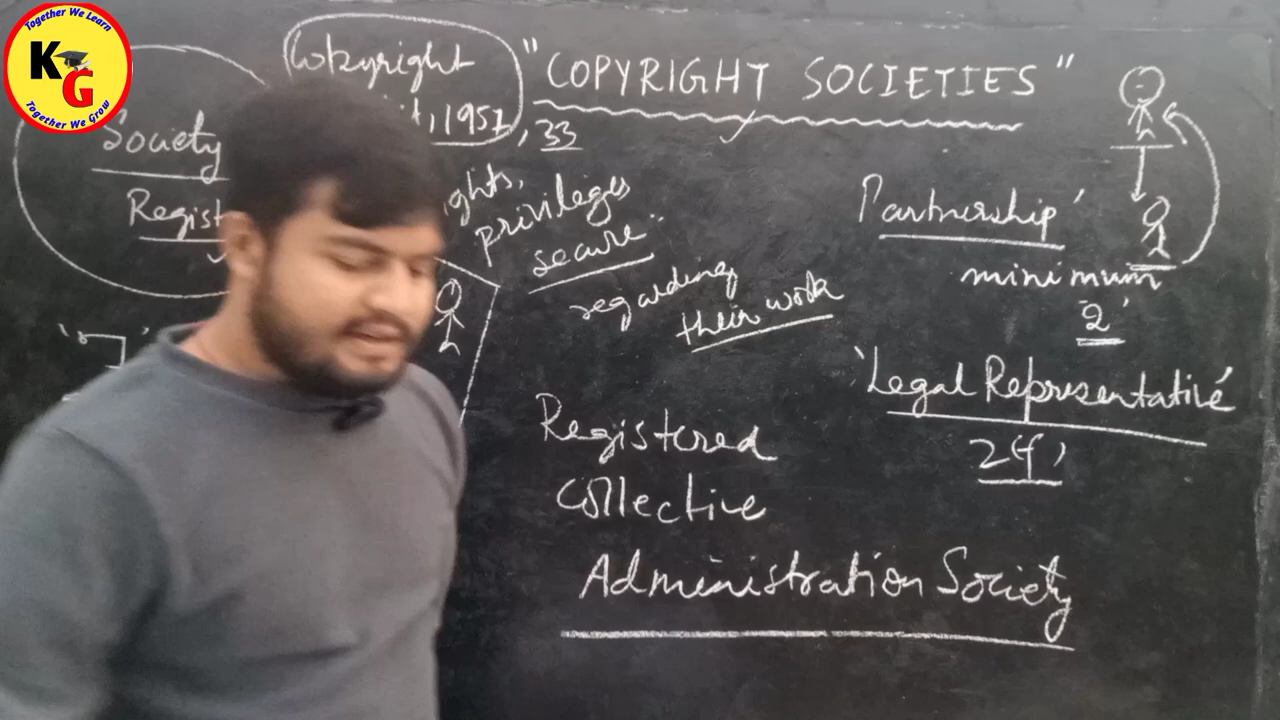 Together We Learn
KG
Together We Grow
Copyright
, 1957, 33
"COPYRIGHT SOCIETIES"
Society
Regist
ghts,
privileges
secure"
regarding
their work
Partnership'
minimum
2'
'Legal Representative'
24'
Registered
Collective
Administration Society